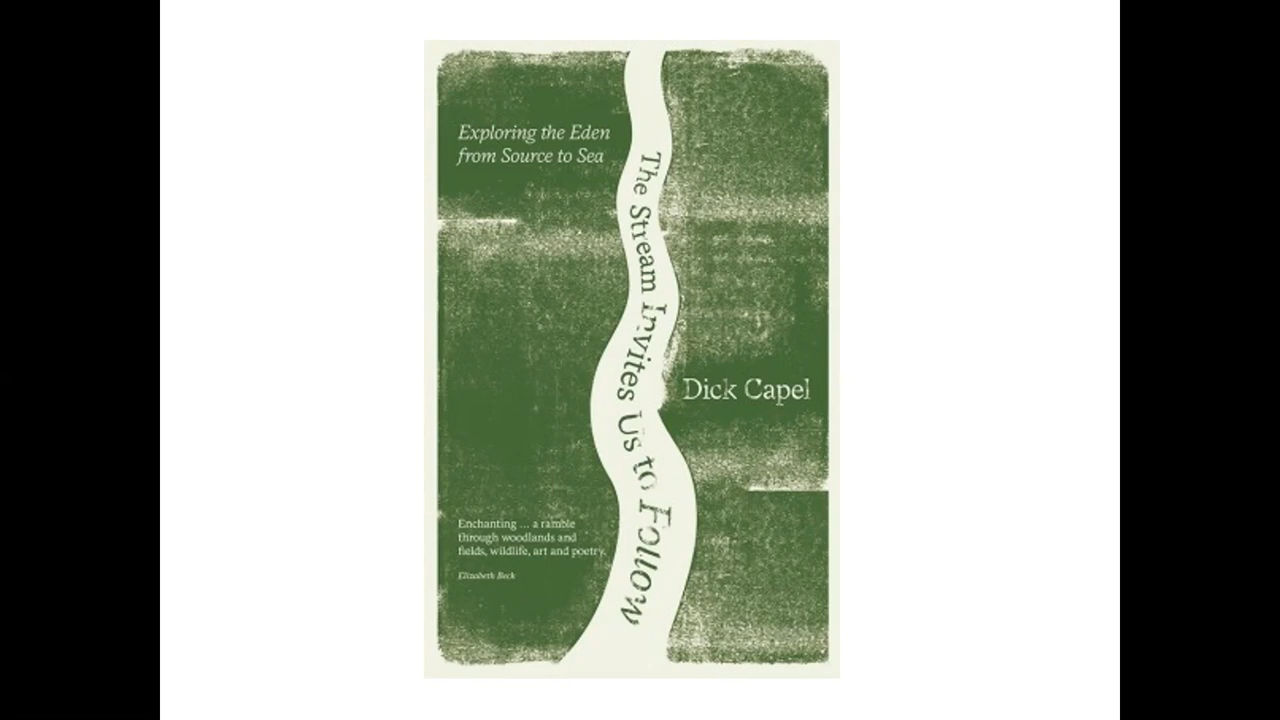 Exploring the Eden
from Source to Sea
The Stream Invites Us to Follow
Dick Capel
Enchanting ... a ramble
through woodlands and
fields, wildlife, art and poetry.
Elizabeth Beck